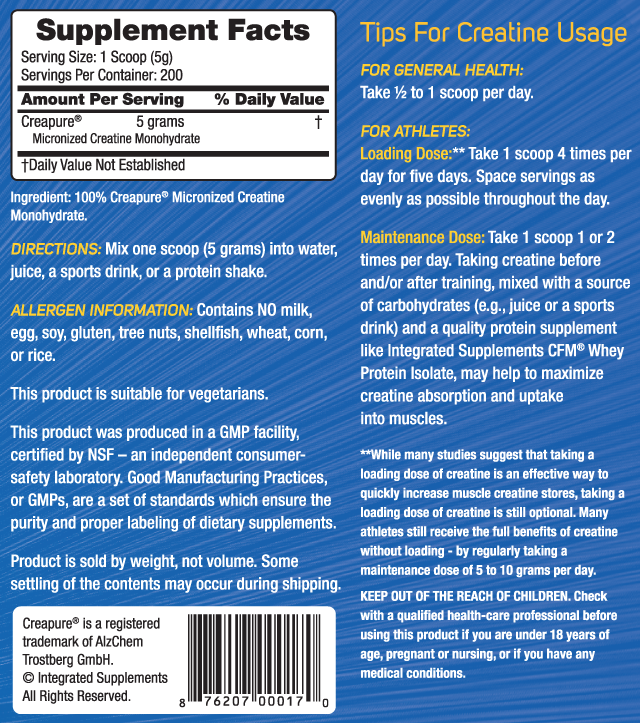 Supplement Facts
Serving Size: 1 Scoop (5g)
Servings Per Container: 200
Amount Per Serving % Daily Value
Creapure® 5 grams †
Micronized Creatine Monohydrate
†Daily Value Not Established
Ingredient: 100% Creapure® Micronized Creatine
Monohydrate.
DIRECTIONS: Mix one scoop (5 grams) into water,
juice, a sports drink, or a protein shake.
ALLERGEN INFORMATION: Contains NO milk,
egg, soy, gluten, tree nuts, shellfish, wheat, corn,
or rice.
This product is suitable for vegetarians.
This product was produced in a GMP facility,
certified by NSF – an independent consumer-
safety laboratory. Good Manufacturing Practices,
or GMPs, are a set of standards which ensure the
purity and proper labeling of dietary supplements.
Product is sold by weight, not volume. Some
settling of the contents may occur during shipping.
Creapure® is a registered
trademark of AlzChem
Trostberg GmbH.
© Integrated Supplements
All Rights Reserved.
8 76207 00017 0
Tips For Creatine Usage
FOR GENERAL HEALTH:
Take ½ to 1 scoop per day.
FOR ATHLETES:
Loading Dose:** Take 1 scoop 4 times per
day for five days. Space servings as
evenly as possible throughout the day.
Maintenance Dose: Take 1 scoop 1 or 2
times per day. Taking creatine before
and/or after training, mixed with a source
of carbohydrates (e.g., juice or a sports
drink) and a quality protein supplement
like Integrated Supplements CFM® Whey
Protein Isolate, may help to maximize
creatine absorption and uptake
into muscles.
**While many studies suggest that taking a
loading dose of creatine is an effective way to
quickly increase muscle creatine stores, taking a
loading dose of creatine is still optional. Many
athletes still receive the full benefits of creatine
without loading - by regularly taking a
maintenance dose of 5 to 10 grams per day.
KEEP OUT OF THE REACH OF CHILDREN. Check
with a qualified health-care professional before
using this product if you are under 18 years of
age, pregnant or nursing, or if you have any
medical conditions.